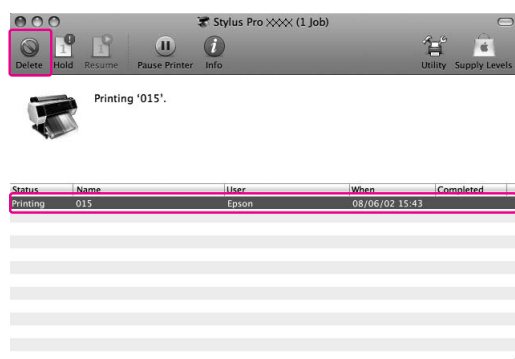 Stylus Pro XXXX (1 Job)
Delete Hold Resume Pause Printer Info Utility Supply Levels
Printing '015'.
Status Name User When Completed
Printing 015 Epson 08/06/02 15:43